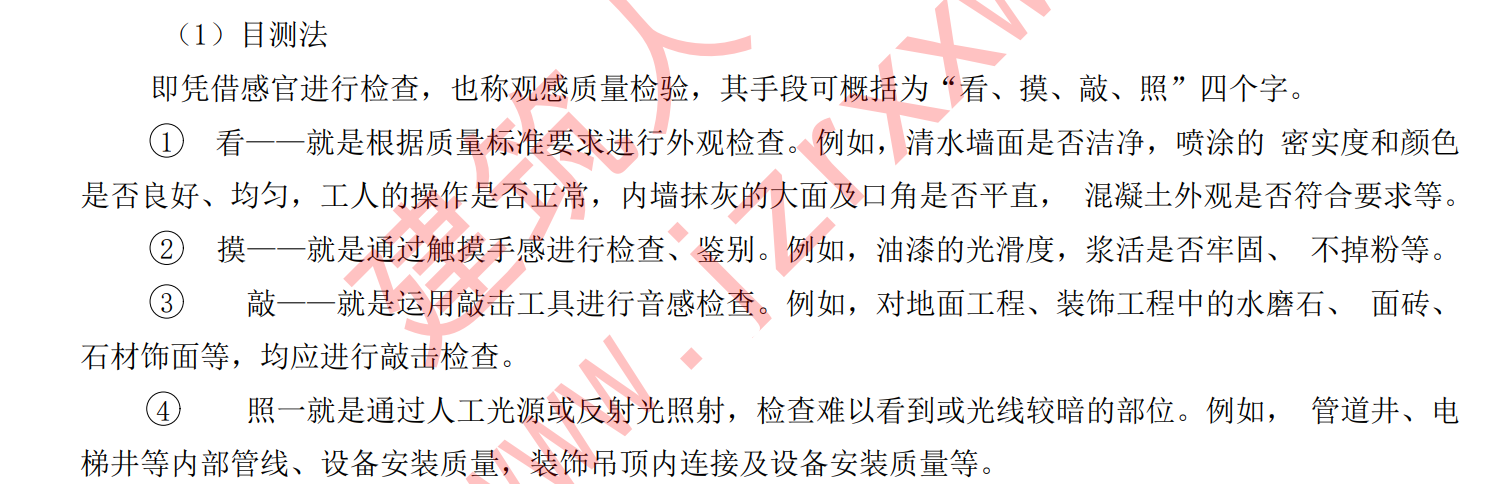 （1）目测法
即凭借感官进行检查，也称观感质量检验，其手段可概括为“看、摸、敲、照”四个字。
① 看——就是根据质量标准要求进行外观检查。例如，清水墙面是否洁净，喷涂的 密实度和颜色
是否良好、均匀，工人的操作是否正常，内墙抹灰的大面及口角是否平直， 混凝土外观是否符合要求等。
② 摸——就是通过触摸手感进行检查、鉴别。例如，油漆的光滑度，浆活是否牢固、 不掉粉等。
③ 敲——就是运用敲击工具进行音感检查。例如，对地面工程、装饰工程中的水磨石、 面砖、
石材饰面等，均应进行敲击检查。
④ 照一就是通过人工光源或反射光照射，检查难以看到或光线较暗的部位。例如， 管道井、电
梯井等内部管线、设备安装质量，装饰吊顶内连接及设备安装质量等。
建筑人
www.jzrxxw